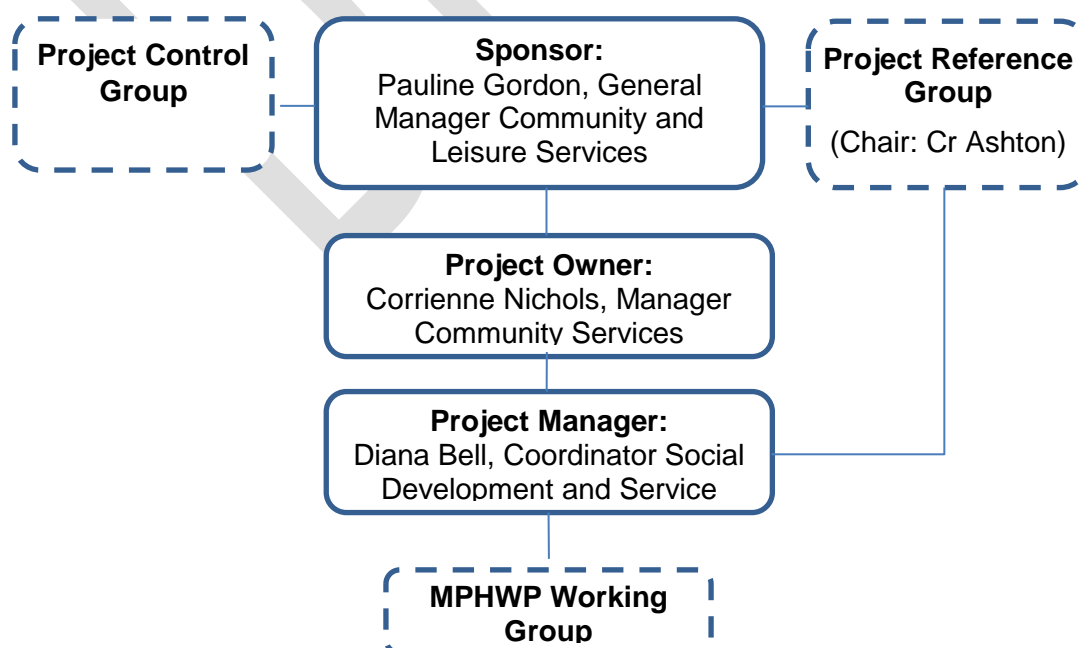 Project Control
Group
Sponsor:
Pauline Gordon, General
Manager Community and
Leisure Services
Project Reference
Group
(Chair: Cr Ashton)
Project Owner:
Corrienne Nichols, Manager
Community Services
Project Manager:
Diana Bell, Coordinator Social
Development and Service
MPHWP Working
Group